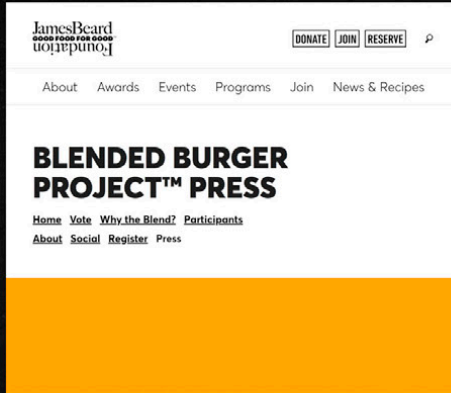 JamesBeard
GOOD FOOD FOR GOOD™
Foundation
DONATE JOIN RESERVE
About Awards Events Programs Join News & Recipes
BLENDED BURGER
PROJECT™ PRESS
Home Vote Why the Blend? Participants
About Social Register Press